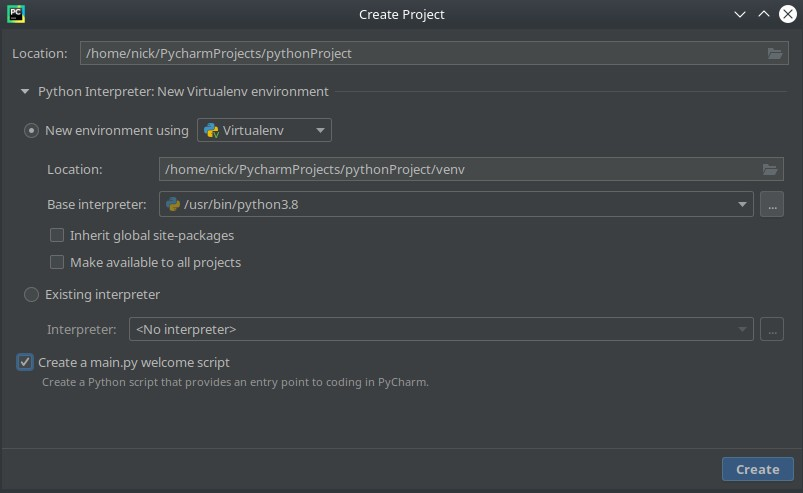 PC
Create Project
Location: /home/nick/PycharmProjects/pythonProject
Python Interpreter: New Virtualenv environment
New environment using Virtualenv
Location: /home/nick/PycharmProjects/pythonProject/venv
Base interpreter: /usr/bin/python3.8 ...
Inherit global site-packages
Make available to all projects
Existing interpreter
Interpreter: <No interpreter> ...
Create a main.py welcome script
Create a Python script that provides an entry point to coding in PyCharm.
Create